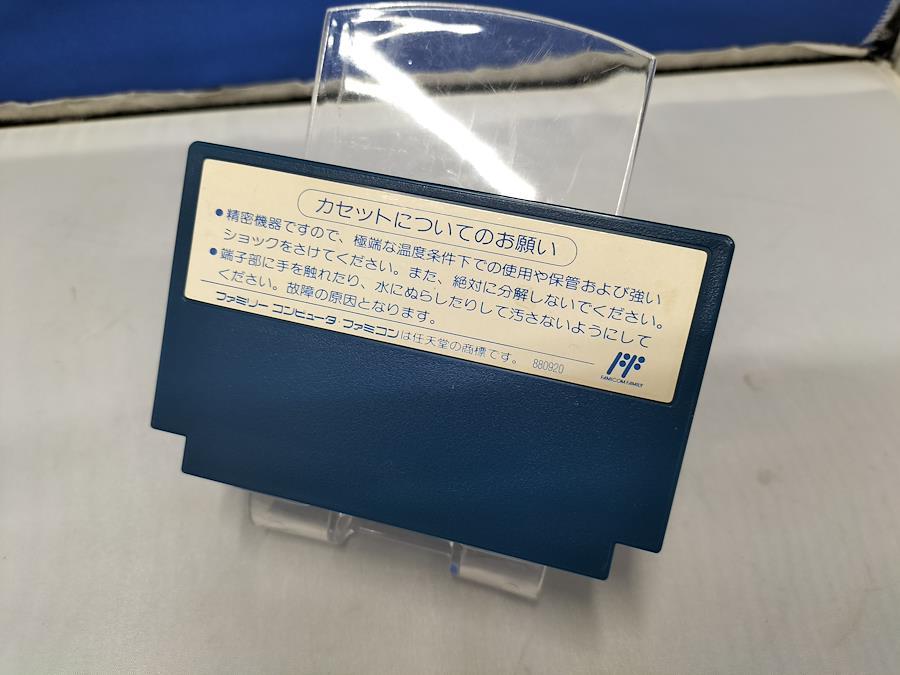 カセットについてのお願い
●精密機器ですので、極端な温度条件下での使用や保管および強い
ショックをさけてください。また、絶対に分解しないでください。
●端子部に手を触れたり、水にぬらしたりして汚さないようにして
ください。故障の原因となります。
ファミリー コンピュータ・ファミコンは任天堂の商標です。 880920
FAMICOM FAMILY